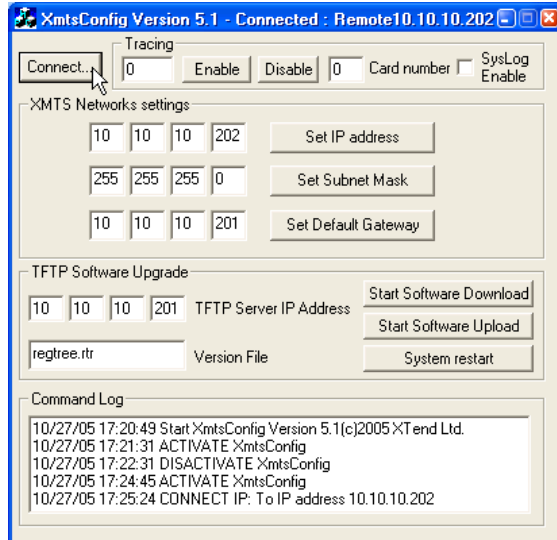 XmtsConfig Version 5.1 - Connected : Remote10.10.10.202
Tracing
Connect...
0
Enable
Disable
0
Card number
SysLog
Enable
XMTS Networks settings
10 10 10 202
Set IP address
255 255 255 0
Set Subnet Mask
10 10 10 201
Set Default Gateway
TFTP Software Upgrade
10 10 10 201
TFTP Server IP Address
Start Software Download
Start Software Upload
regtree.rtr
Version File
System restart
Command Log
10/27/05 17:20:49 Start XmtsConfig Version 5.1(c)2005 XTend Ltd.
10/27/05 17:21:31 ACTIVATE XmtsConfig
10/27/05 17:22:31 DISACTIVATE XmtsConfig
10/27/05 17:24:45 ACTIVATE XmtsConfig
10/27/05 17:25:24 CONNECT IP: To IP address 10.10.10.202